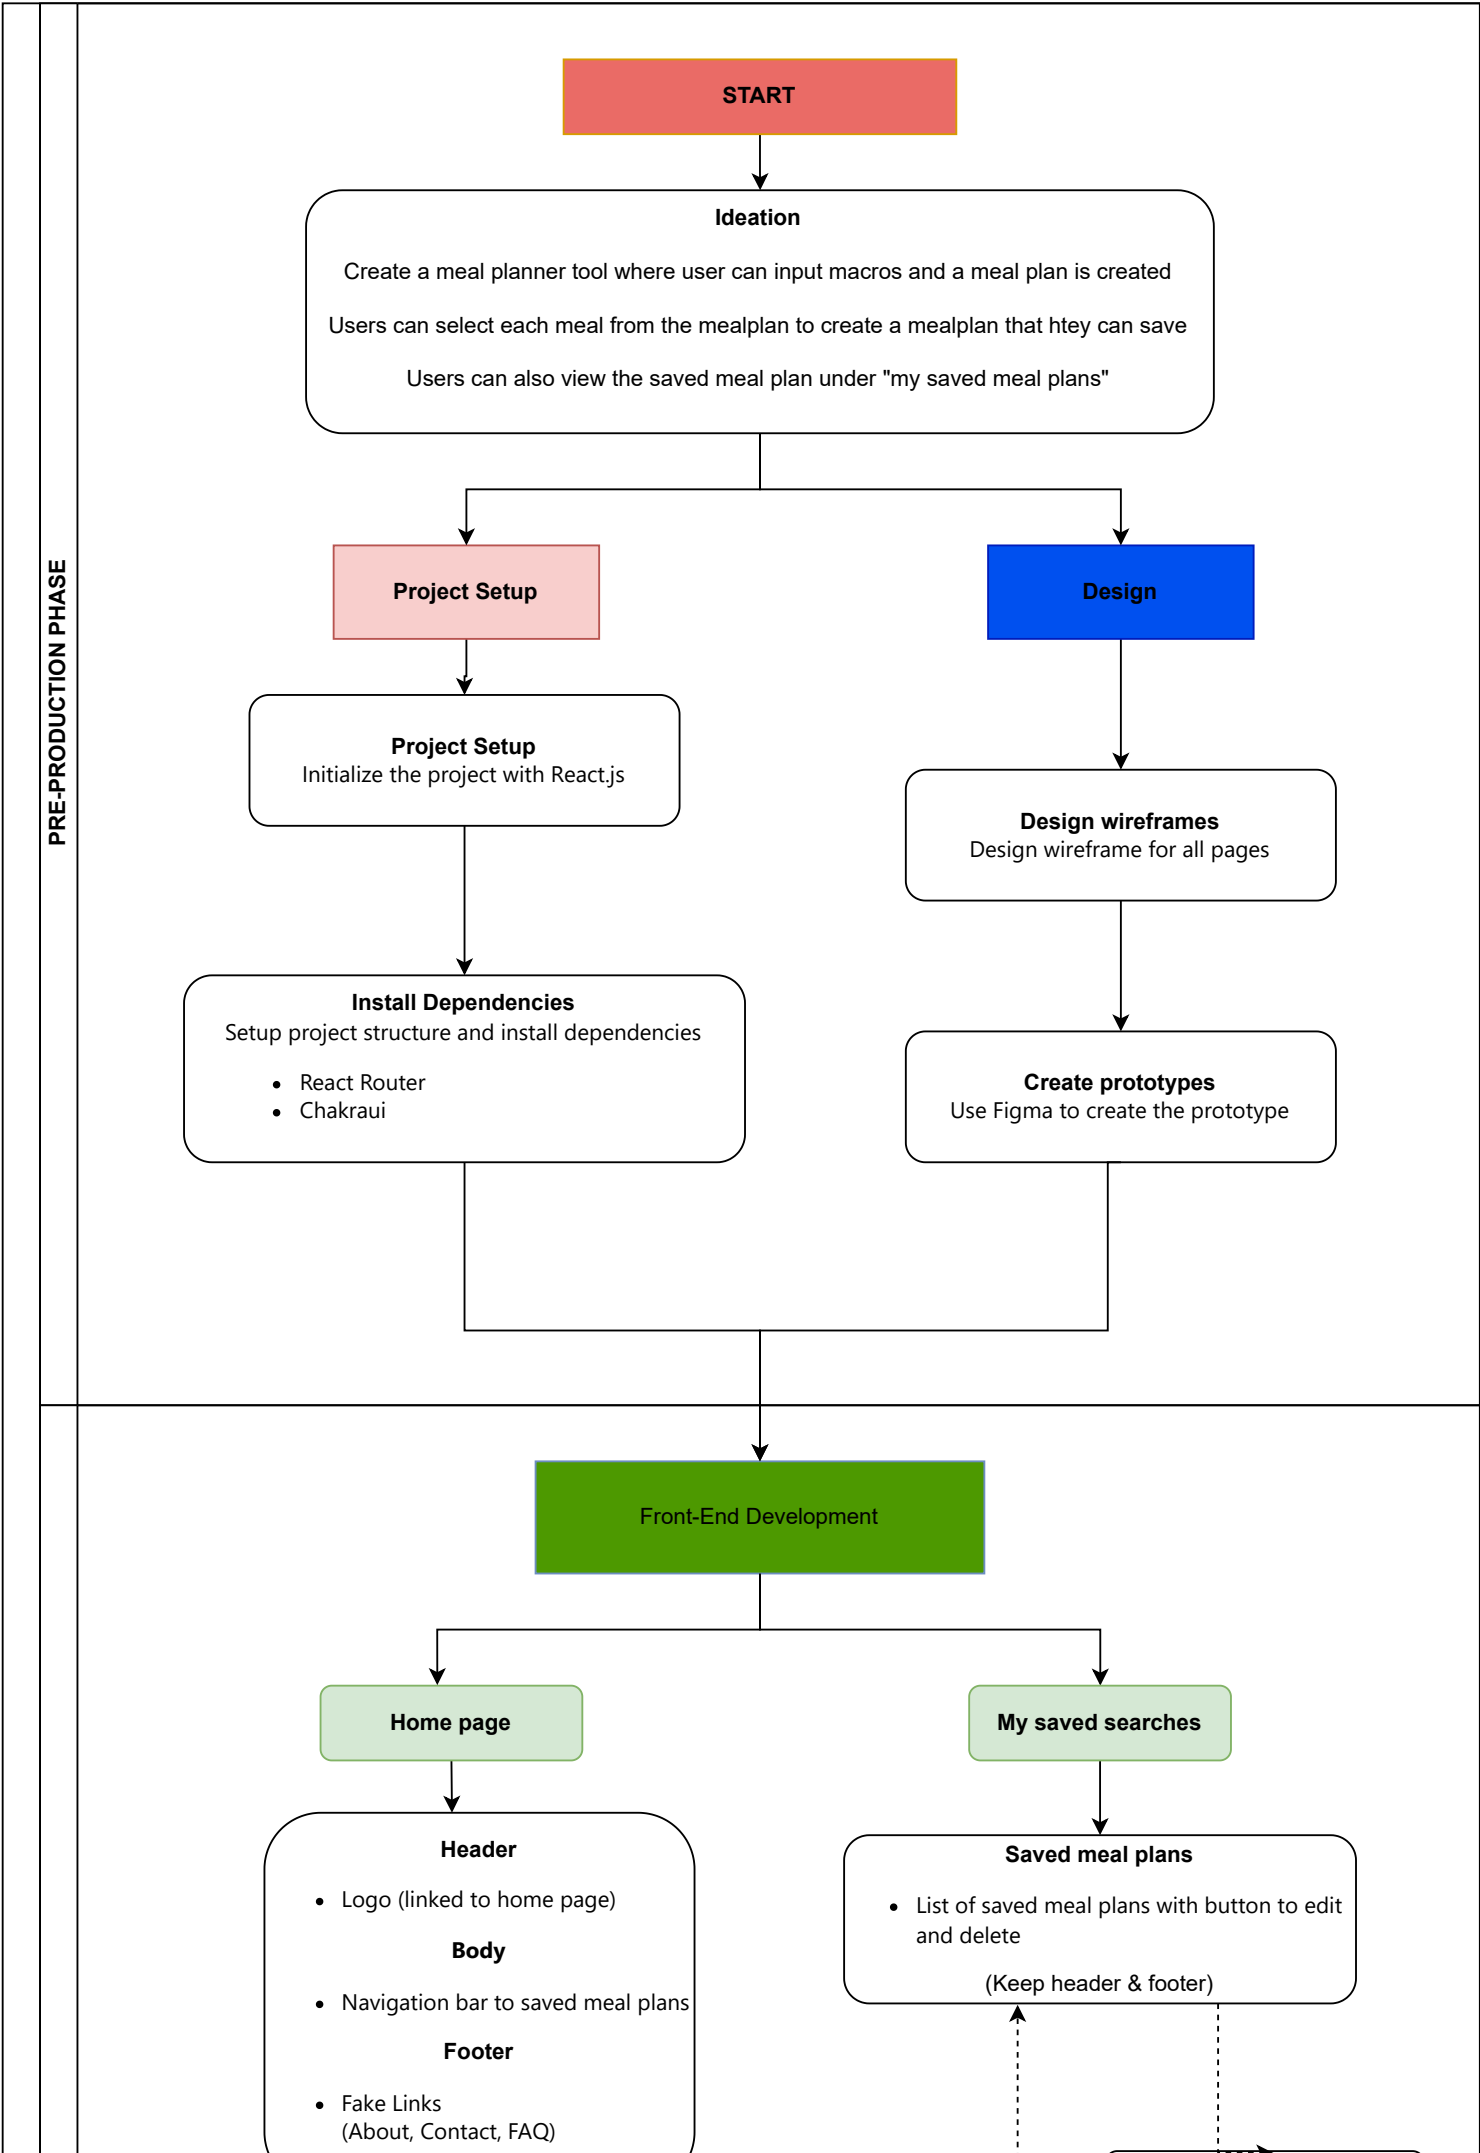 START
Ideation
Create a meal planner tool where user can input macros and a meal plan is created
Users can select each meal from the mealplan to create a mealplan that htey can save
Users can also view the saved meal plan under "my saved meal plans"
PRE-PRODUCTION PHASE
Project Setup
Design
Project Setup
Initialize the project with React.js
Design wireframes
Design wireframe for all pages
Install Dependencies
Setup project structure and install dependencies
• React Router
• Chakraui
Create prototypes
Use Figma to create the prototype
Front-End Development
Home page
My saved searches
Header
• Logo (linked to home page)
Body
• Navigation bar to saved meal plans
Footer
• Fake Links
(About, Contact, FAQ)
Saved meal plans
• List of saved meal plans with button to edit
and delete
(Keep header & footer)